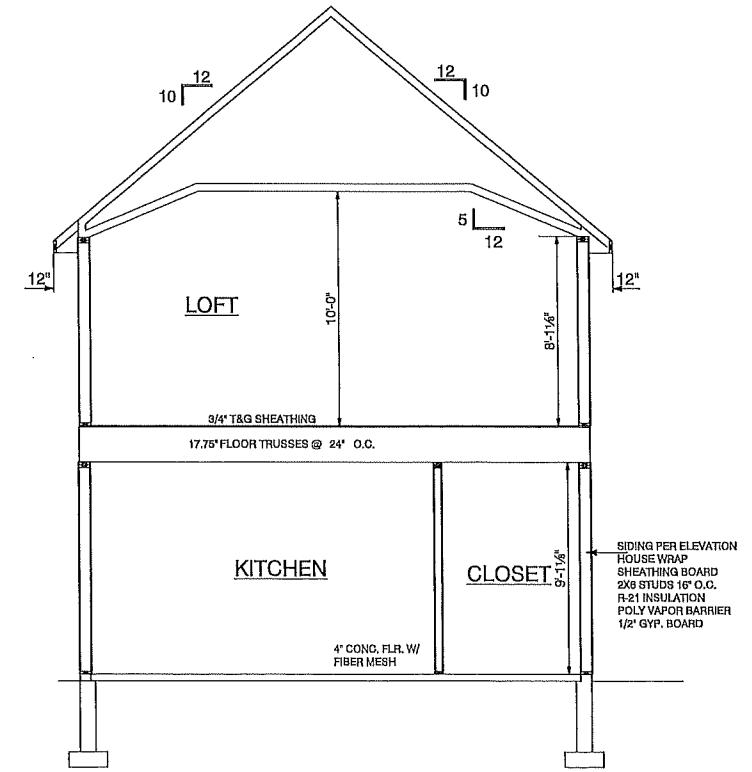 12
10
12
10
5
12
12"
12"
LOFT
10'-0"
8'-1⅛"
3/4" T&G SHEATHING
17.75" FLOOR TRUSSES @ 24" O.C.
KITCHEN
CLOSET
9'-1⅛"
SIDING PER ELEVATION
HOUSE WRAP
SHEATHING BOARD
2X6 STUDS 16" O.C.
R-21 INSULATION
POLY VAPOR BARRIER
1/2" GYP. BOARD
4" CONC. FLR. W/
FIBER MESH